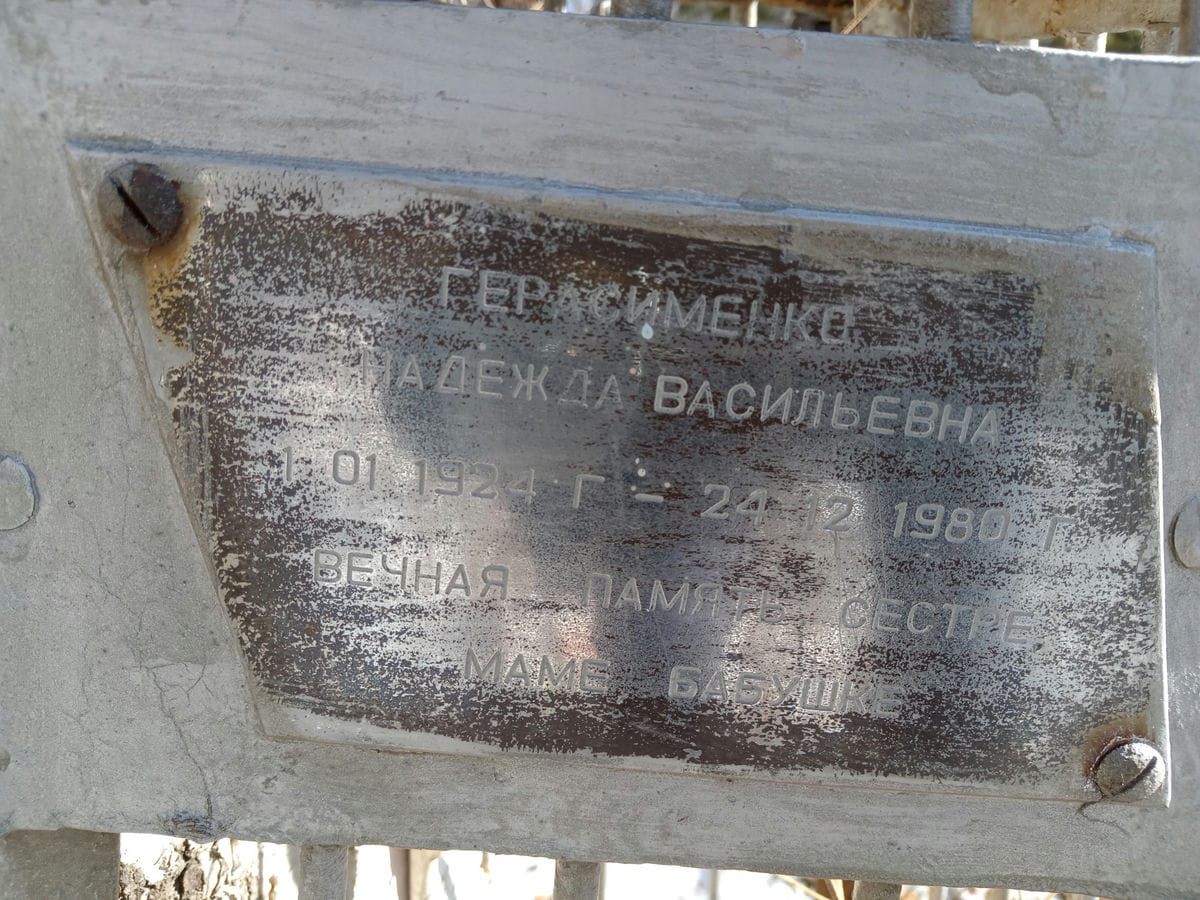 ГЕРАСИМЕНКО
НАДЕЖДА ВАСИЛЬЕВНА
1 01 1924 Г – 24 12 1980 Г
ВЕЧНАЯ ПАМЯТЬ СЕСТРЕ,
МАМЕ БАБУШКЕ